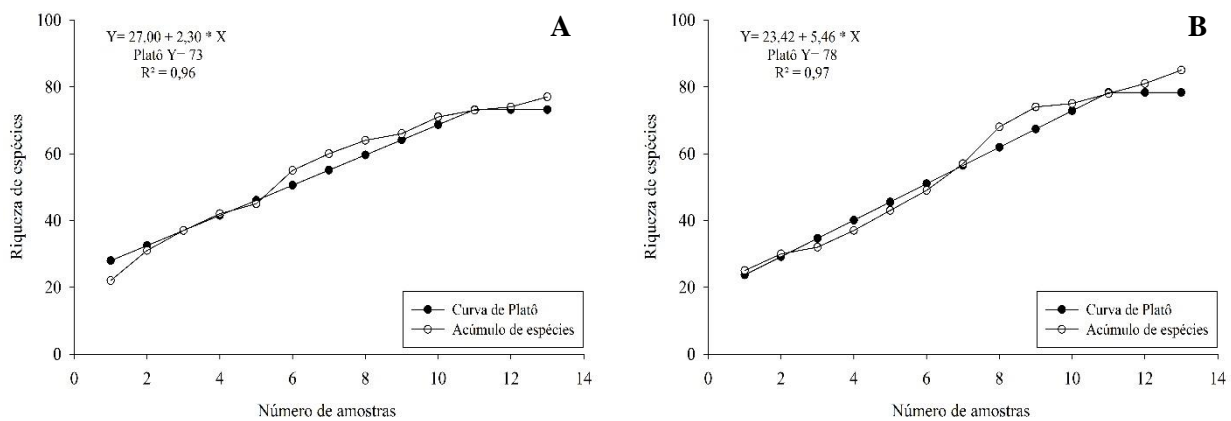 A
Y= 27,00 + 2,30 * X
Platô Y= 73
R² = 0,96
Riqueza de espécies
100
80
60
40
20
0
0 2 4 6 8 10 12 14
Número de amostras
Curva de Platô
Acúmulo de espécies
B
Y= 23,42 + 5,46 * X
Platô Y= 78
R² = 0,97
Riqueza de espécies
100
80
60
40
20
0
0 2 4 6 8 10 12 14
Número de amostras
Curva de Platô
Acúmulo de espécies